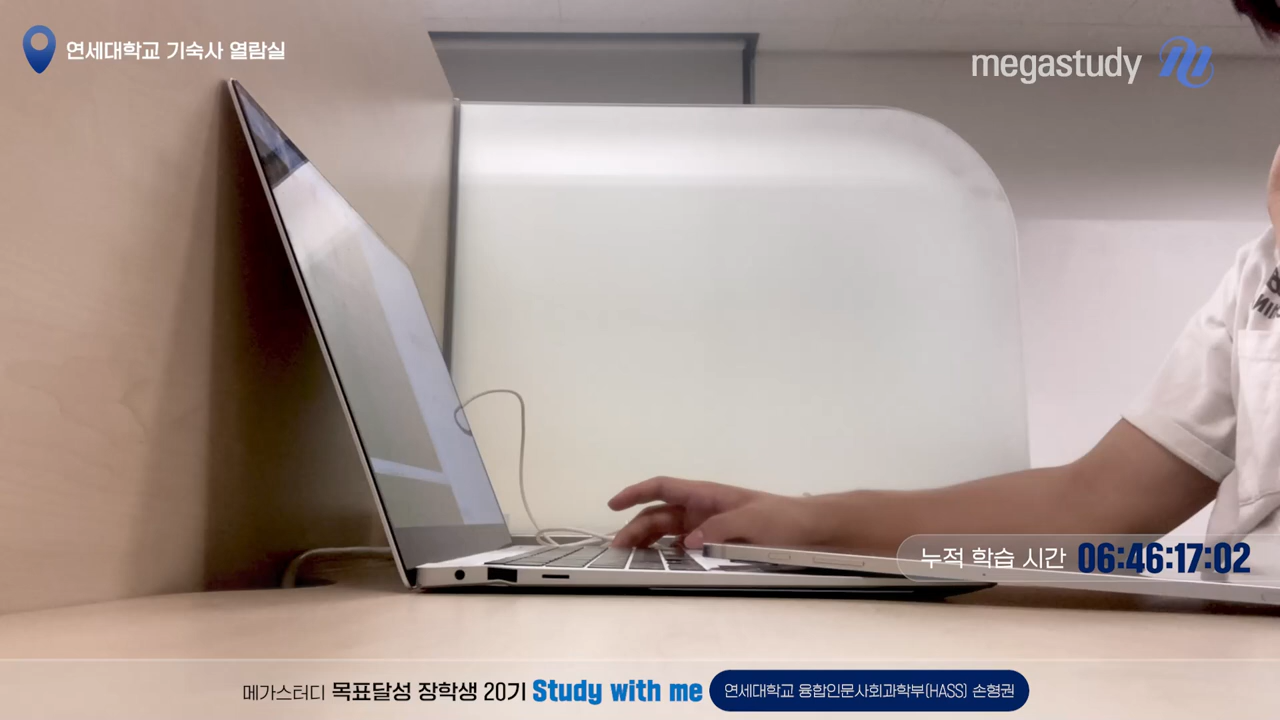 연세대학교 기숙사 열람실
megastudy
누적 학습 시간 06:46:17:02
메가스터디 목표달성 장학생 20기 Study with me 연세대학교 융합인문사회과학부(HASS) 손형권